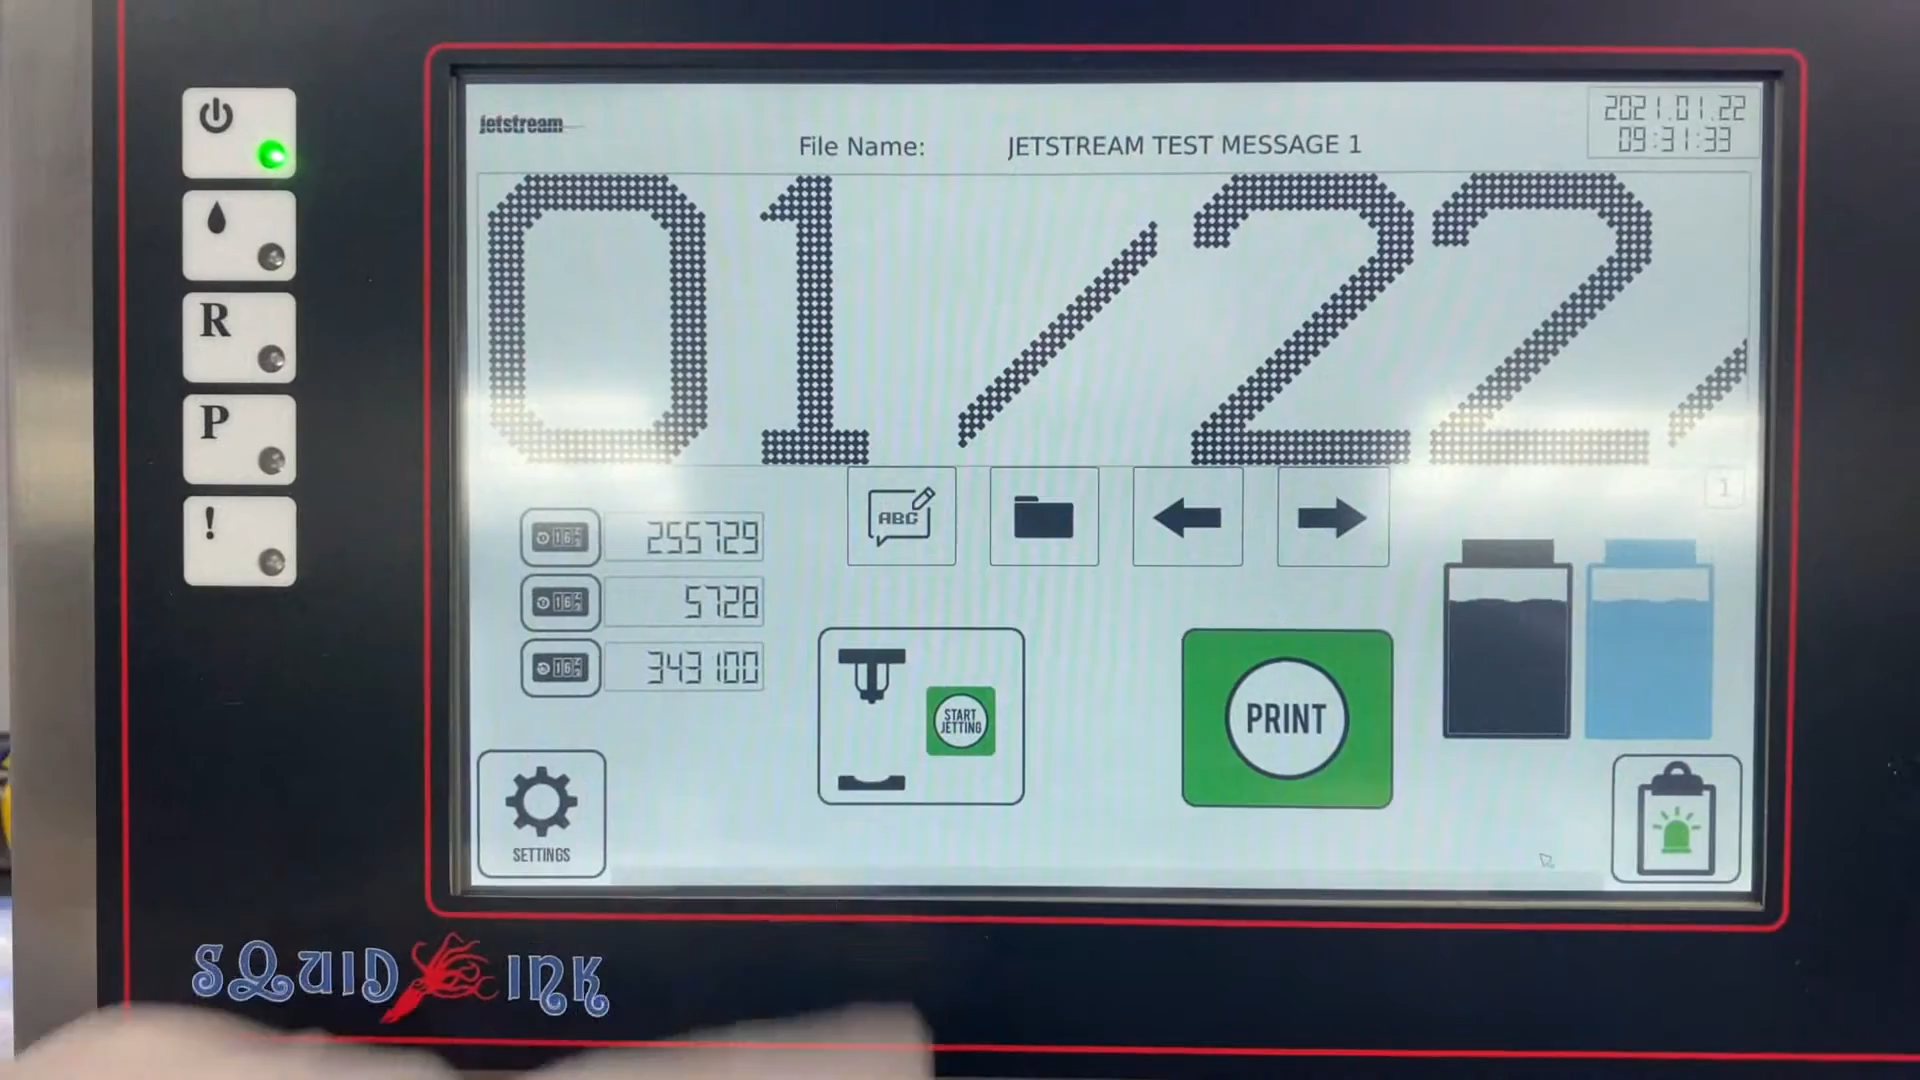 jetstream
File Name: JETSTREAM TEST MESSAGE 1
2021.01.22
09:31:33
01/22/
R
P
!
ABC
1
255729
5728
343100
START
JETTING
PRINT
SETTINGS
SQUID INK